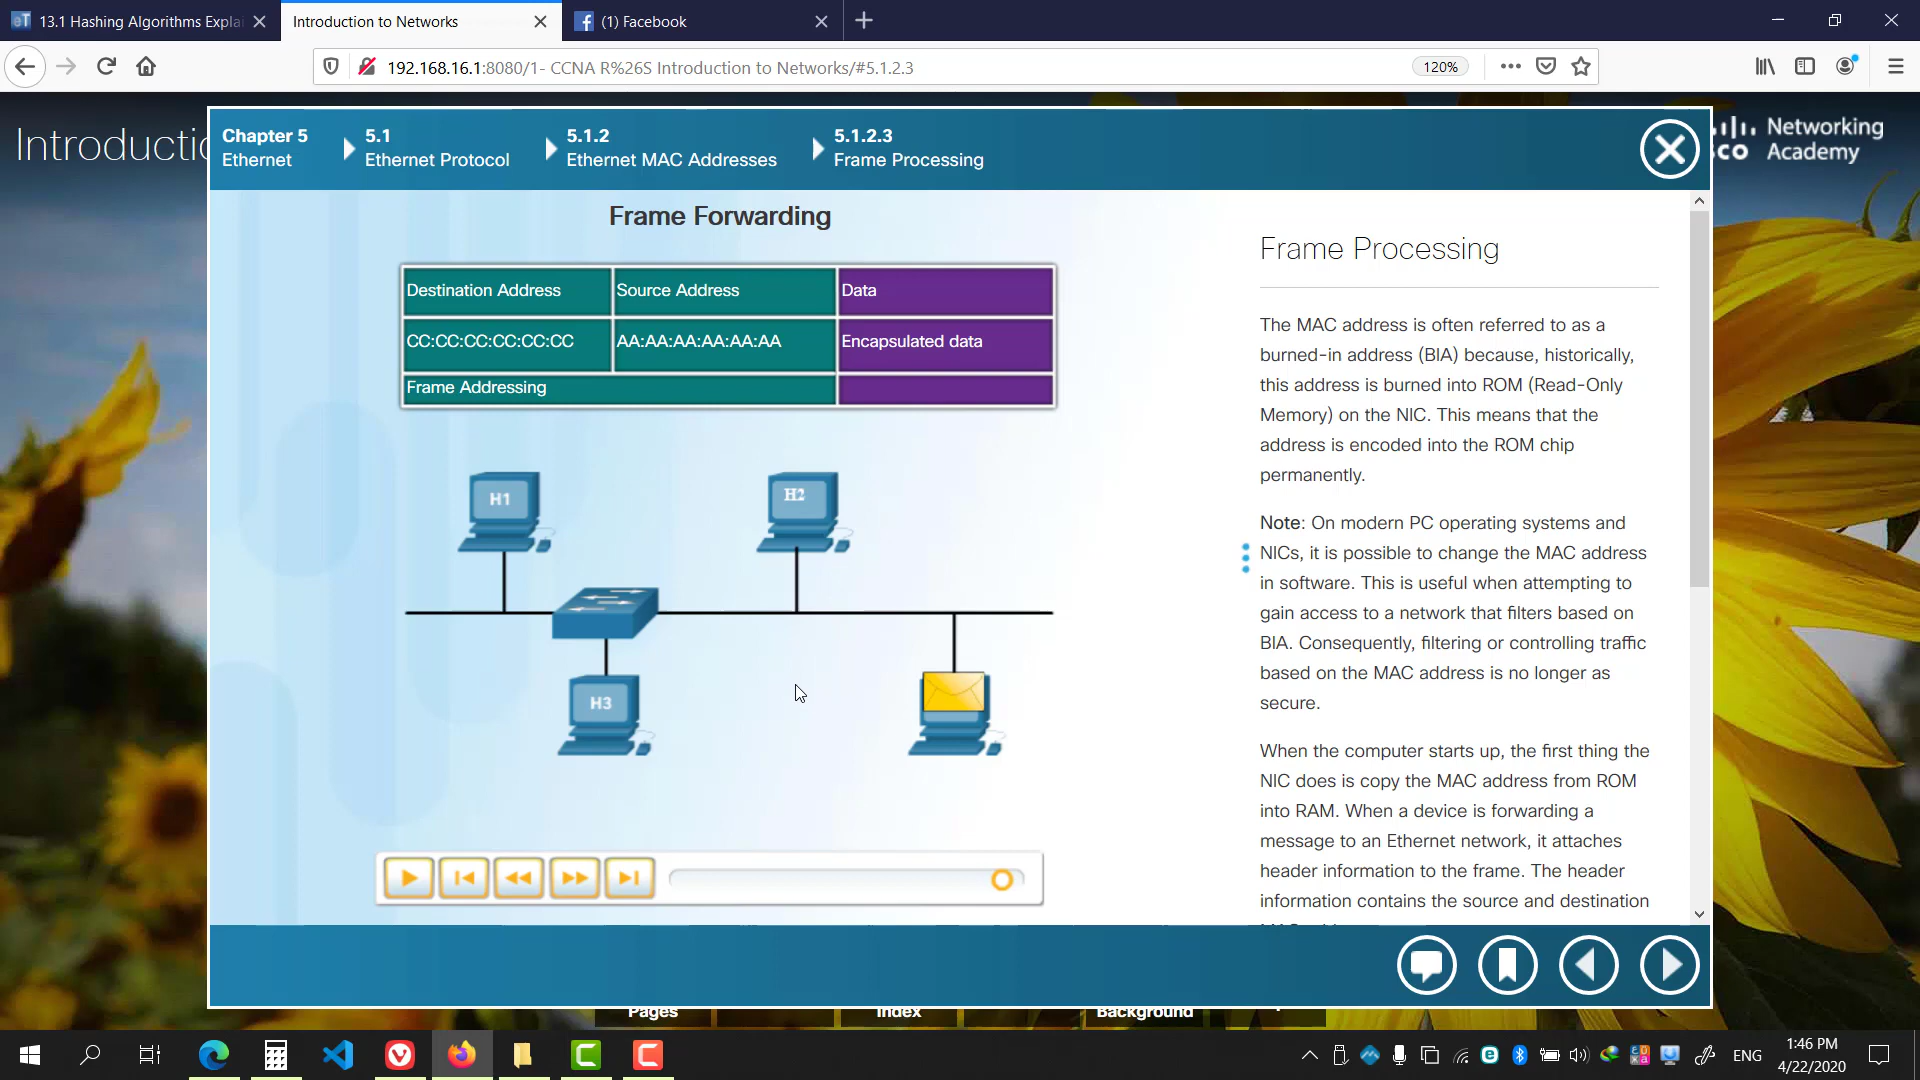 13.1 Hashing Algorithms Explai
Introduction to Networks
(1) Facebook
192.168.16.1:8080/1- CCNA R%26S Introduction to Networks/#5.1.2.3
120%
Introductio
Chapter 5
Ethernet
5.1
Ethernet Protocol
5.1.2
Ethernet MAC Addresses
5.1.2.3
Frame Processing
Networking
Academy
Frame Forwarding
Destination Address
Source Address
Data
CC:CC:CC:CC:CC:CC
AA:AA:AA:AA:AA:AA
Encapsulated data
Frame Addressing
H1
H2
H3
Frame Processing
The MAC address is often referred to as a
burned-in address (BIA) because, historically,
this address is burned into ROM (Read-Only
Memory) on the NIC. This means that the
address is encoded into the ROM chip
permanently.
Note: On modern PC operating systems and
NICs, it is possible to change the MAC address
in software. This is useful when attempting to
gain access to a network that filters based on
BIA. Consequently, filtering or controlling traffic
based on the MAC address is no longer as
secure.
When the computer starts up, the first thing the
NIC does is copy the MAC address from ROM
into RAM. When a device is forwarding a
message to an Ethernet network, it attaches
header information to the frame. The header
information contains the source and destination
Pages
Index
Background
ENG
1:46 PM
4/22/2020